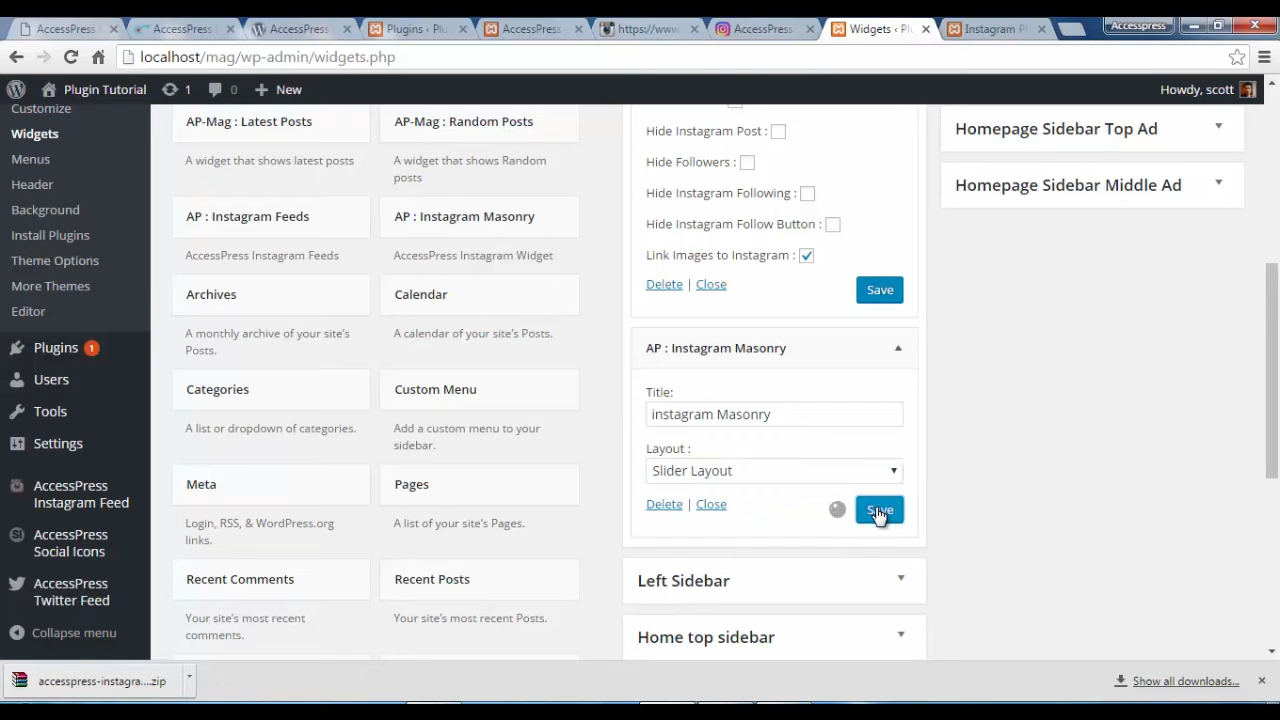 AccessPress
AccessPress
AccessPress
Plugins ‹ Plu
AccessPress
https://www
AccessPress
Widgets ‹ Pl
Instagram Pl
Accesspress
localhost/mag/wp-admin/widgets.php
Plugin Tutorial
1
0
New
Howdy, scott
Customize
Widgets
Menus
Header
Background
Install Plugins
Theme Options
More Themes
Editor
Plugins 1
Users
Tools
Settings
AccessPress
Instagram Feed
AccessPress
Social Icons
AccessPress
Twitter Feed
Collapse menu
AP-Mag : Latest Posts
A widget that shows latest posts
AP-Mag : Random Posts
A widget that shows Random
posts
AP : Instagram Feeds
AccessPress Instagram Feeds
AP : Instagram Masonry
AccessPress Instagram Widget
Archives
A monthly archive of your site's
Posts.
Calendar
A calendar of your site's Posts.
Categories
A list or dropdown of categories.
Custom Menu
Add a custom menu to your
sidebar.
Meta
Login, RSS, & WordPress.org
links.
Pages
A list of your site's Pages.
Recent Comments
Your site's most recent
comments.
Recent Posts
Your site's most recent Posts.
Hide Instagram Post :
Hide Followers :
Hide Instagram Following :
Hide Instagram Follow Button :
Link Images to Instagram :
Delete | Close
Save
AP : Instagram Masonry
Title:
instagram Masonry
Layout :
Slider Layout
Delete | Close
Save
Left Sidebar
Home top sidebar
Homepage Sidebar Top Ad
Homepage Sidebar Middle Ad
accesspress-instagra....zip
Show all downloads...